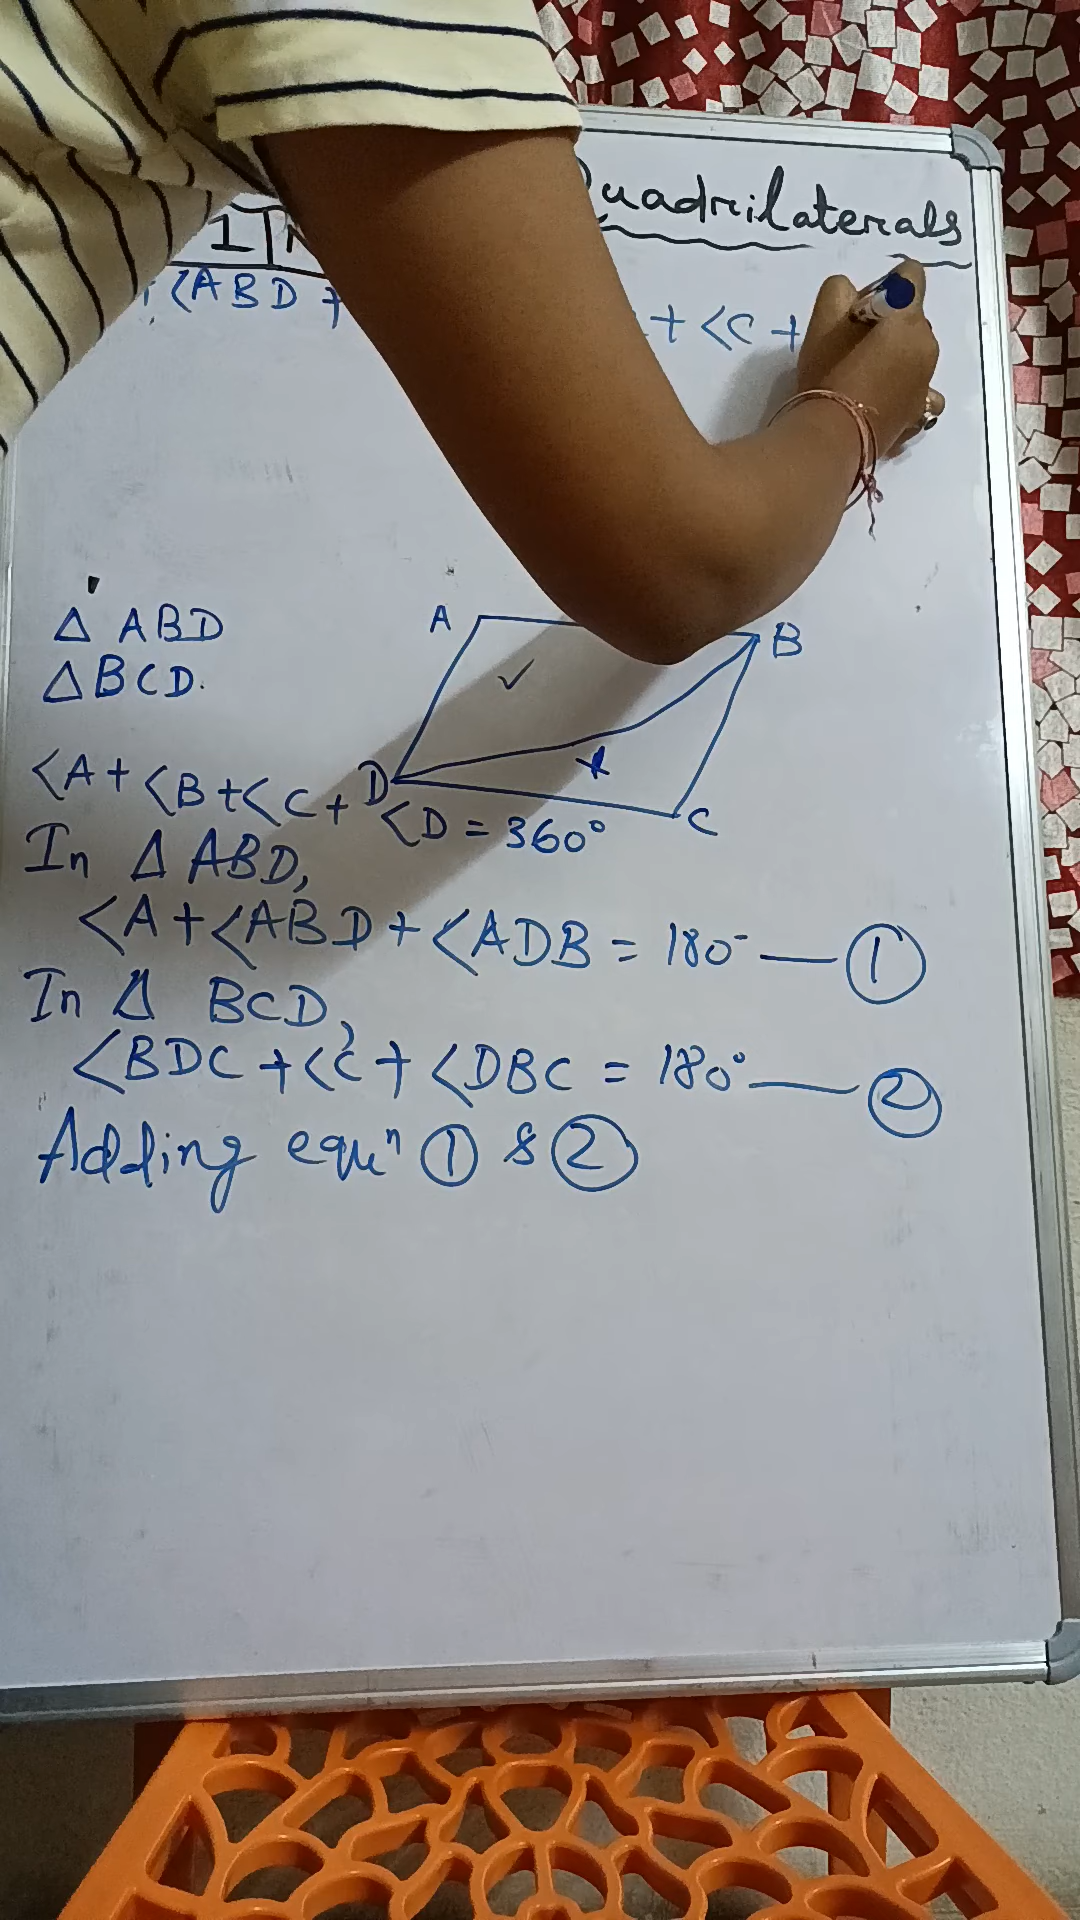 Quadrilaterals
1
<ABD +
+ <C +
∆ ABD
∆ BCD.
A
B
D
C
<A + <B + <C + <D = 360°
In ∆ ABD,
<A + <ABD + <ADB = 180° — ①
In ∆ BCD,
<BDC + <C + <DBC = 180° — ②
Adding equⁿ ① & ②